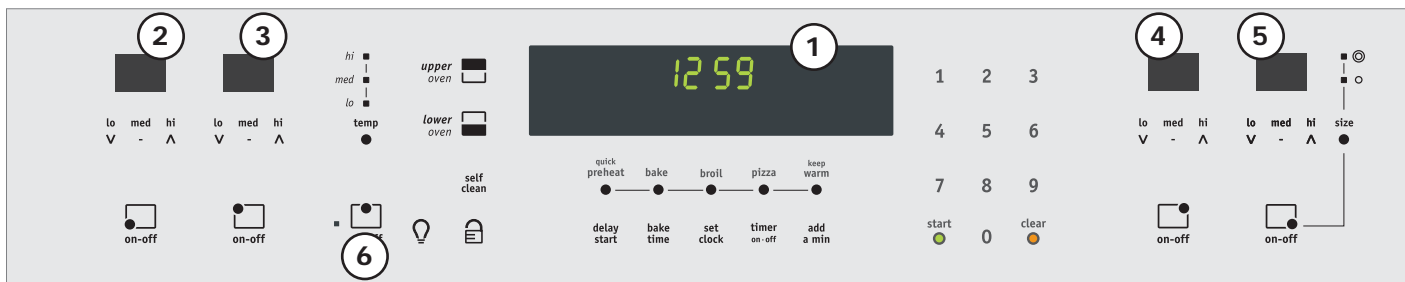 2
3
hi
med
lo
temp
upper
oven
lower
oven
self
clean
lo med hi
V - Λ
lo med hi
V - Λ
on-off
on-off
6
1
12 59
quick
preheat
bake
broil
pizza
keep
warm
delay
start
bake
time
set
clock
timer
on-off
add
a min
1 2 3
4 5 6
7 8 9
start
0
clear
4
5
lo med hi
V - Λ
lo med hi
V - Λ
size
on-off
on-off